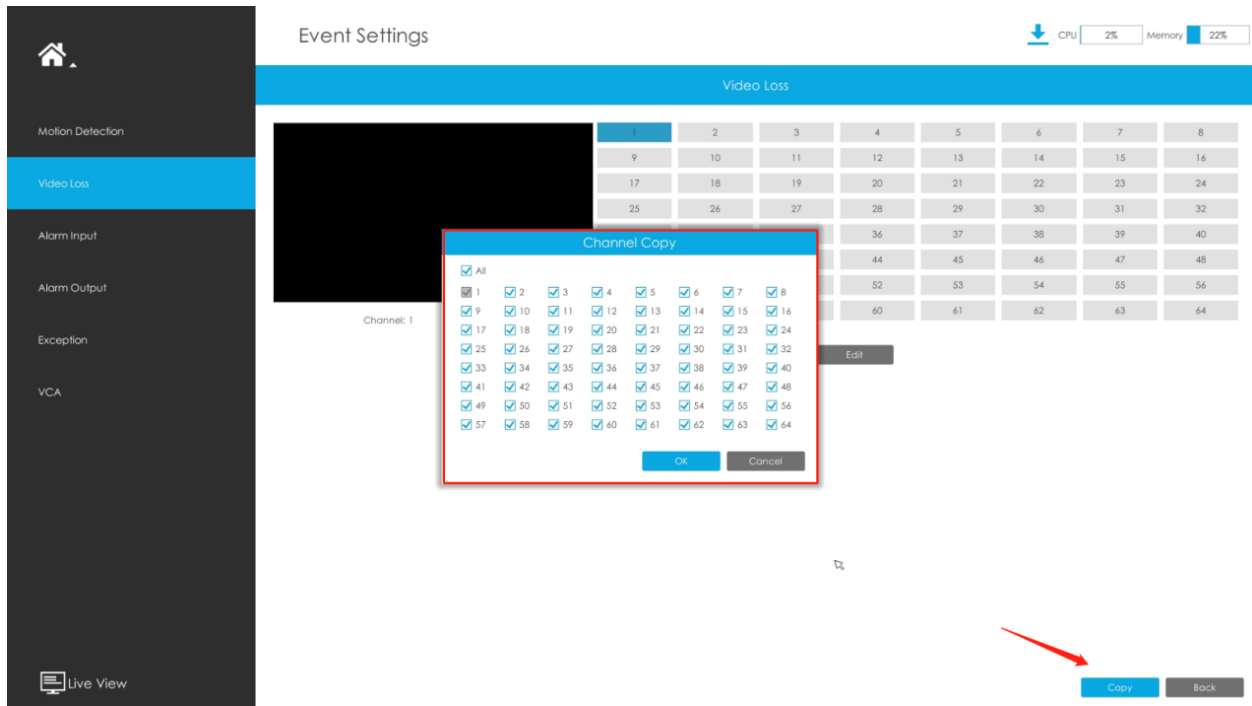 Event Settings
CPU 2% Memory 22%
Video Loss
Motion Detection
Video Loss
Alarm Input
Alarm Output
Exception
VCA
Live View
1 2 3 4 5 6 7 8
9 10 11 12 13 14 15 16
17 18 19 20 21 22 23 24
25 26 27 28 29 30 31 32
36 37 38 39 40
44 45 46 47 48
52 53 54 55 56
60 61 62 63 64
Channel: 1
Edit
Channel Copy
All
1 2 3 4 5 6 7 8
9 10 11 12 13 14 15 16
17 18 19 20 21 22 23 24
25 26 27 28 29 30 31 32
33 34 35 36 37 38 39 40
41 42 43 44 45 46 47 48
49 50 51 52 53 54 55 56
57 58 59 60 61 62 63 64
OK Cancel
Copy Back